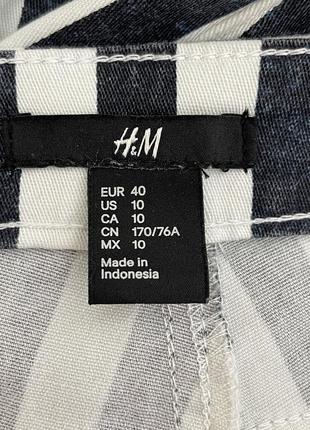 H&M
EUR 40
US 10
CA 10
CN 170/76A
MX 10
Made in
Indonesia